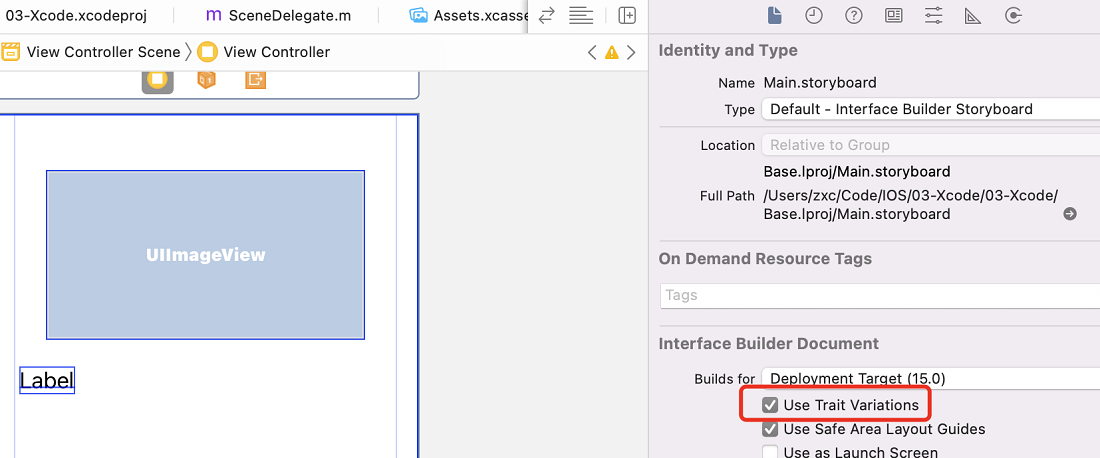 03-Xcode.xcodeproj
SceneDelegate.m
Assets.xcasse
View Controller Scene
View Controller
UIImageView
Label
Identity and Type
Name Main.storyboard
Type Default - Interface Builder Storyboard
Location Relative to Group
Base.lproj/Main.storyboard
Full Path /Users/zxc/Code/IOS/03-Xcode/03-Xcode/
Base.lproj/Main.storyboard
On Demand Resource Tags
Tags
Interface Builder Document
Builds for Deployment Target (15.0)
Use Trait Variations
Use Safe Area Layout Guides
Use as Launch Screen